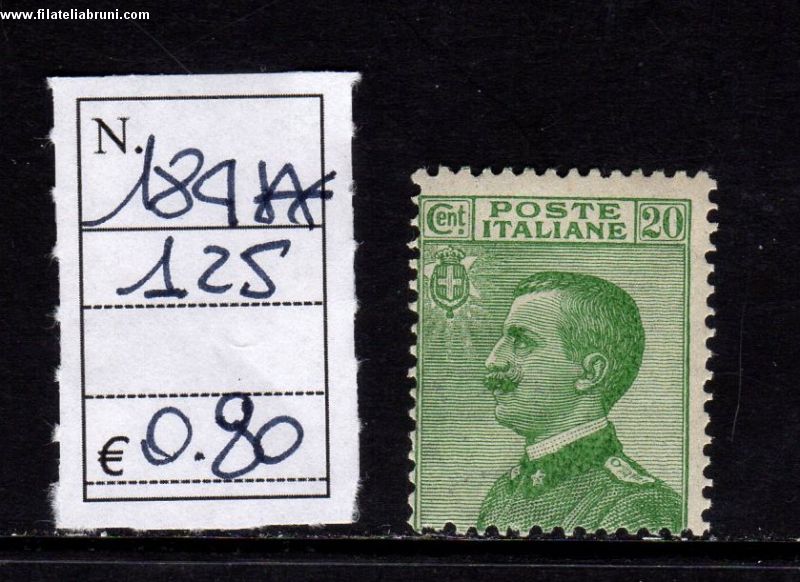 www.filateliabruni.com
N.
184 **
125
€ 0.80
Cent. POSTE ITALIANE 20